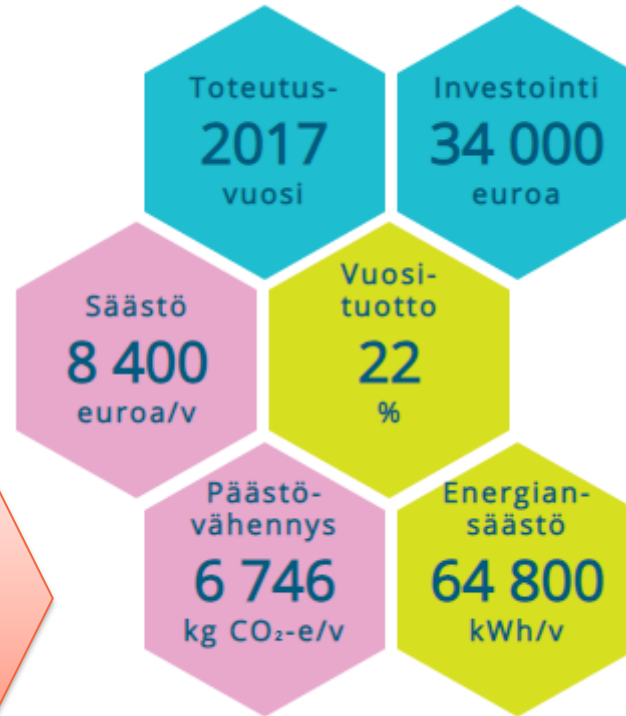 Toteutus-
2017
vuosi
Investointi
34 000
euroa
Säästö
8 400
euroa/v
Vuosi-
tuotto
22
%
Päästö-
vähennys
6 746
kg CO₂-e/v
Energian-
säästö
64 800
kWh/v